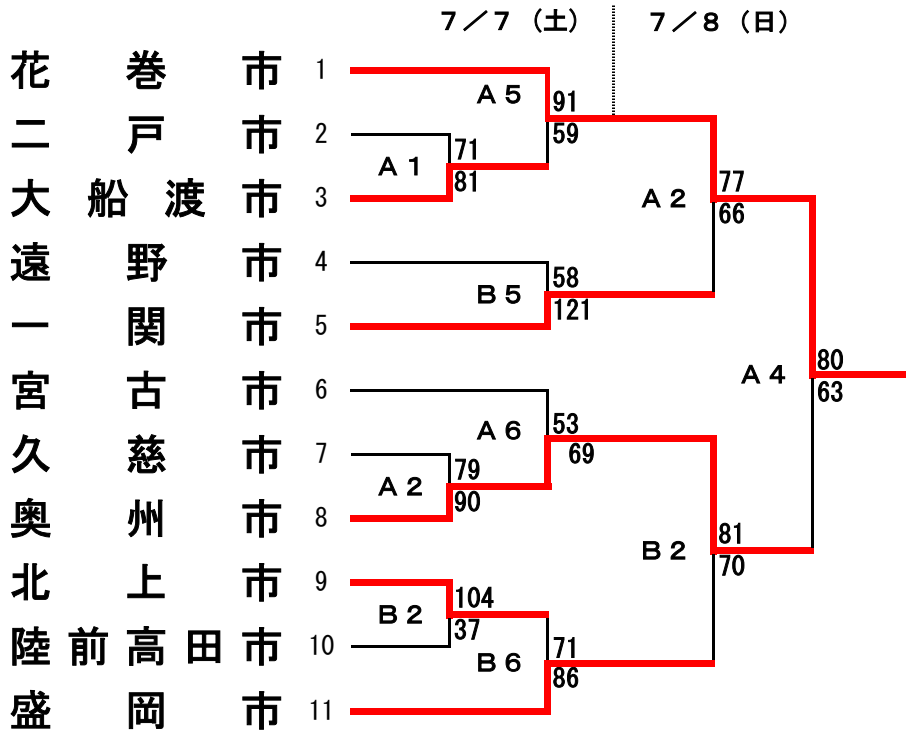 ７／７（土） ７／８（日）
花巻市 1
A５ 91
二戸市 2 59
A１ 71
81
大船渡市 3 A２ 77
66
遠野市 4
B５ 58
121
一関市 5
A４ 80
宮古市 6 63
A６ 53
69
久慈市 7
A２ 79
90
奥州市 8
B２ 81
70
北上市 9
B２ 104
37
陸前高田市 10
B６ 71
86
盛岡市 11